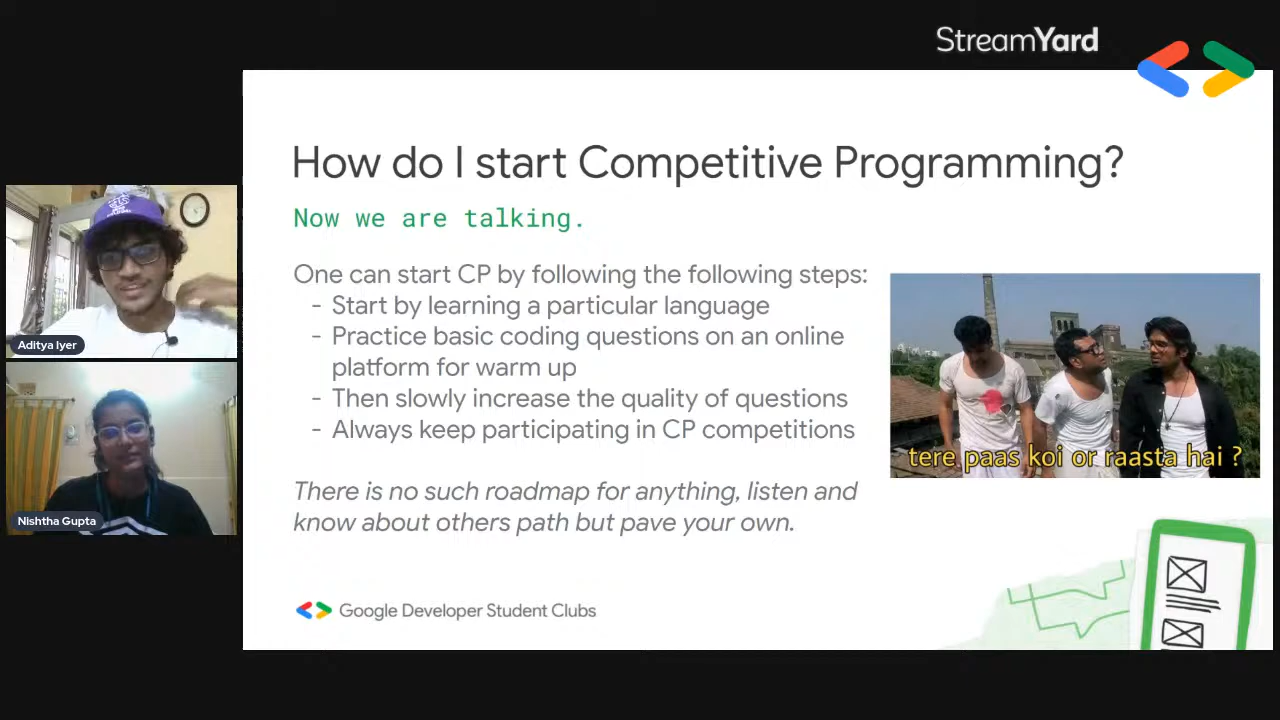 StreamYard
How do I start Competitive Programming?
Now we are talking.
One can start CP by following the following steps:
- Start by learning a particular language
- Practice basic coding questions on an online
platform for warm up
- Then slowly increase the quality of questions
- Always keep participating in CP competitions
There is no such roadmap for anything, listen and
know about others path but pave your own.
tere paas koi or raasta hai ?
Google Developer Student Clubs
Aditya Iyer
Nishtha Gupta